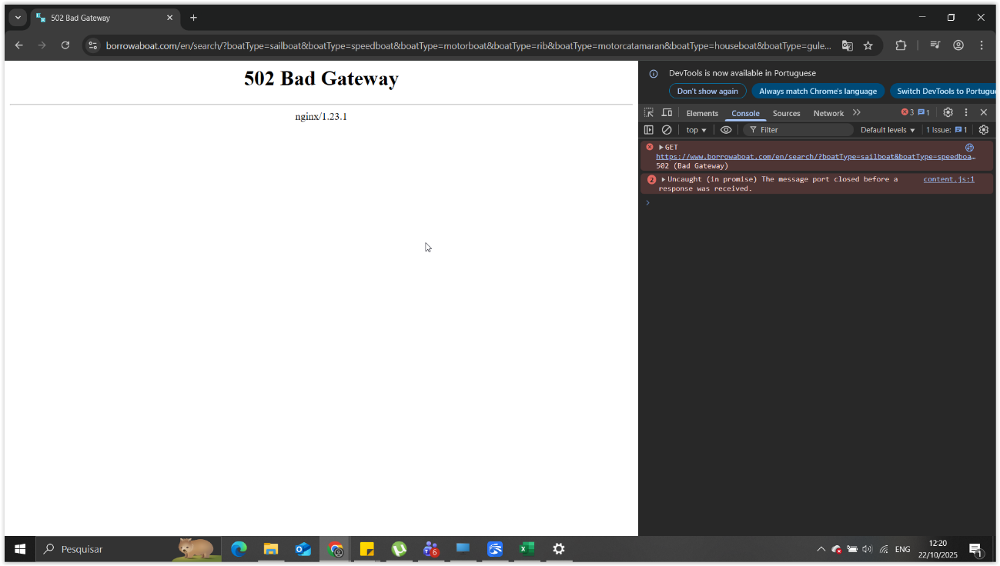 502 Bad Gateway
borrowaboat.com/en/search/?boatType=sailboat&boatType=speedboat&boatType=motorboat&boatType=rib&boatType=motorcatamaran&boatType=houseboat&boatType=gule...
502 Bad Gateway
nginx/1.23.1
DevTools is now available in Portuguese
Don't show again
Always match Chrome's language
Switch DevTools to Portugue
Elements
Console
Sources
Network
3
1
top
Filter
Default levels
1 Issue:
1
GET
https://www.borrowaboat.com/en/search/?boatType=sailboat&boatType=speedboa…
502 (Bad Gateway)
2
Uncaught (in promise) The message port closed before a
content.js:1
response was received.
Pesquisar
6
ENG
12:20
22/10/2025
1